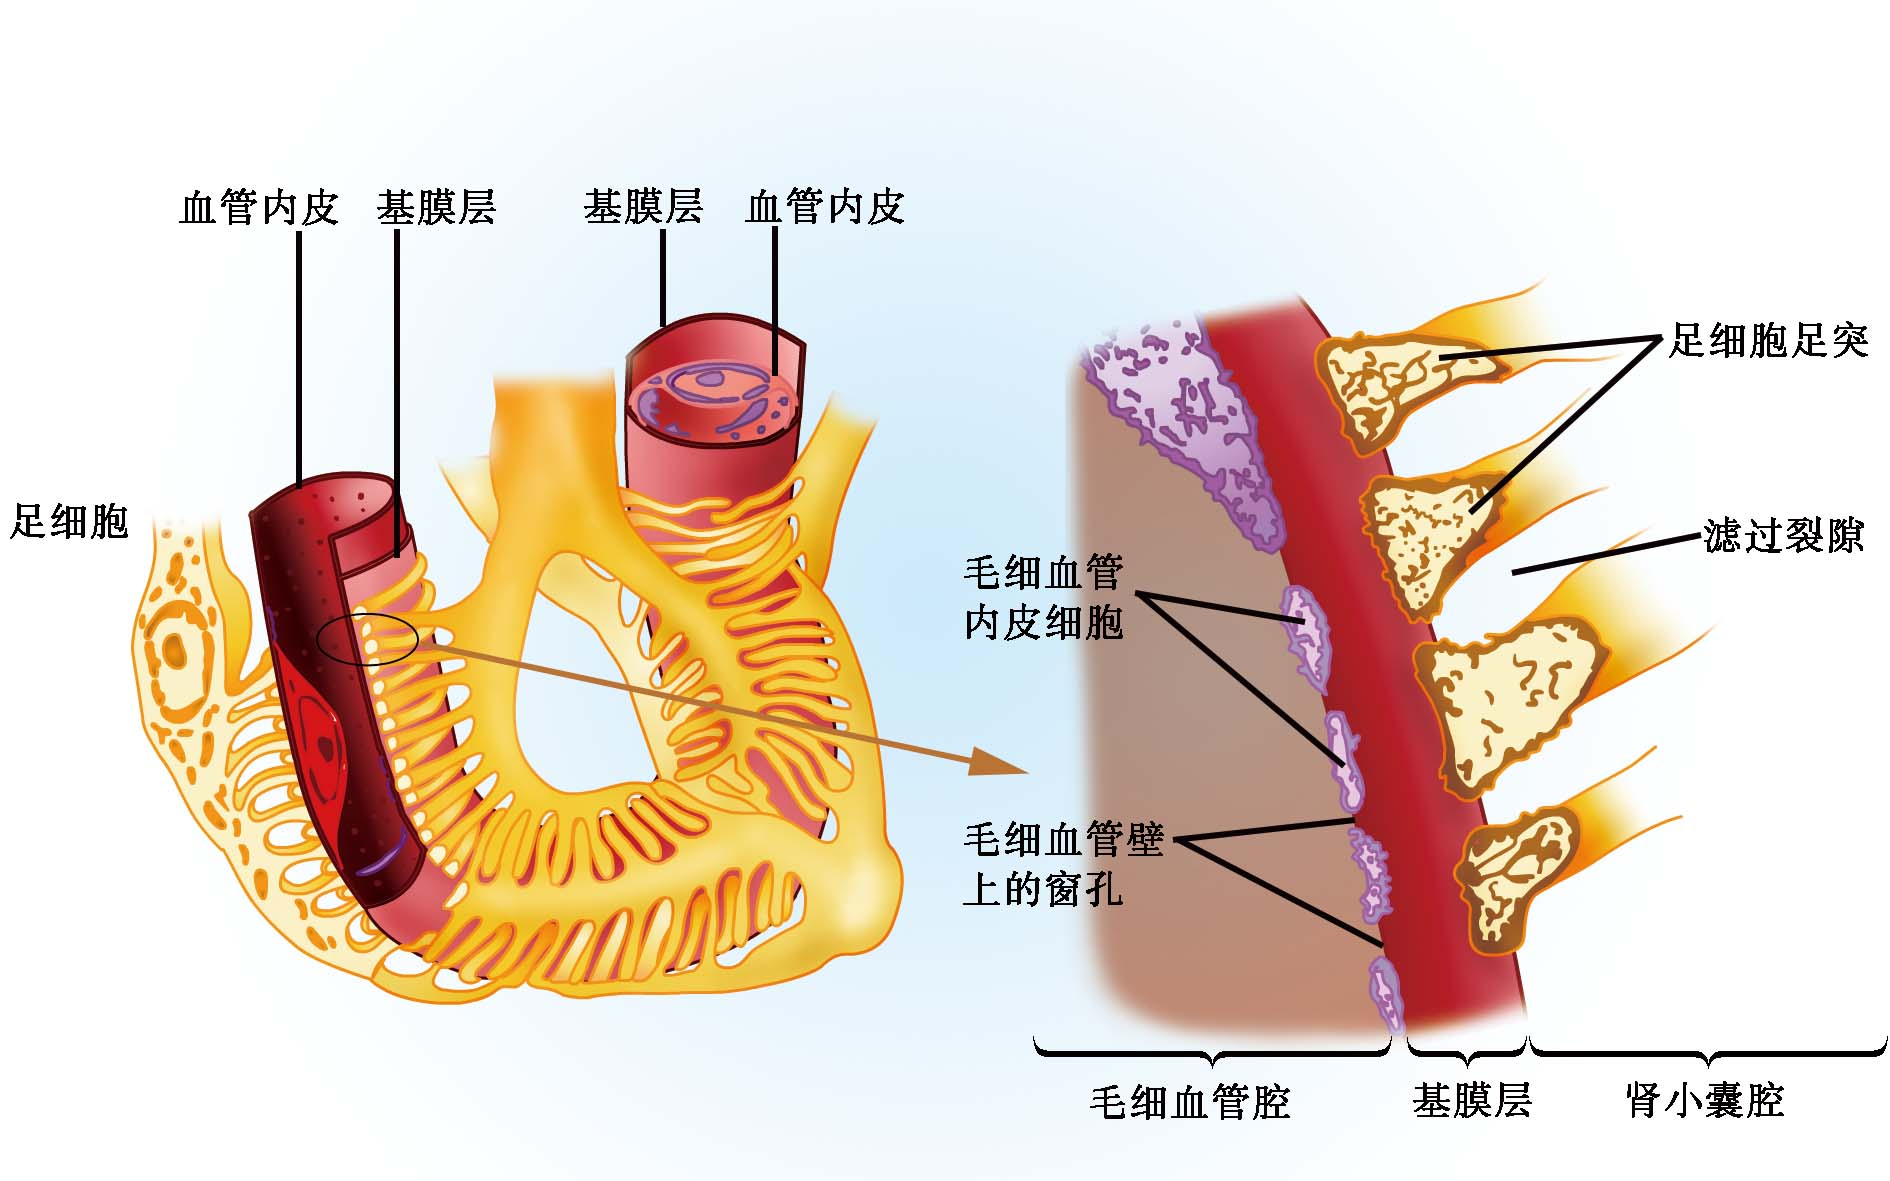 血管内皮
基膜层
基膜层
血管内皮
足细胞
足细胞足突
滤过裂隙
毛细血管
内皮细胞
毛细血管壁
上的窗孔
毛细血管腔
基膜层
肾小囊腔